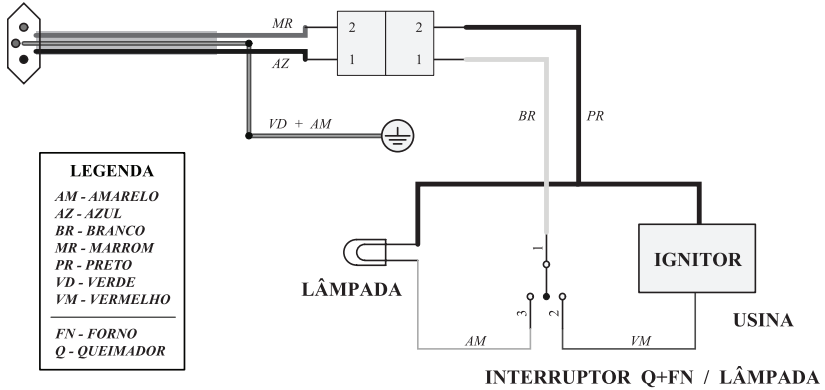 MR
AZ
2 2
1 1
VD + AM
BR
PR
LEGENDA
AM - AMARELO
AZ - AZUL
BR - BRANCO
MR - MARROM
PR - PRETO
VD - VERDE
VM - VERMELHO
FN - FORNO
Q - QUEIMADOR
LÂMPADA
1
3
2
AM
VM
IGNITOR
USINA
INTERRUPTOR Q+FN / LÂMPADA